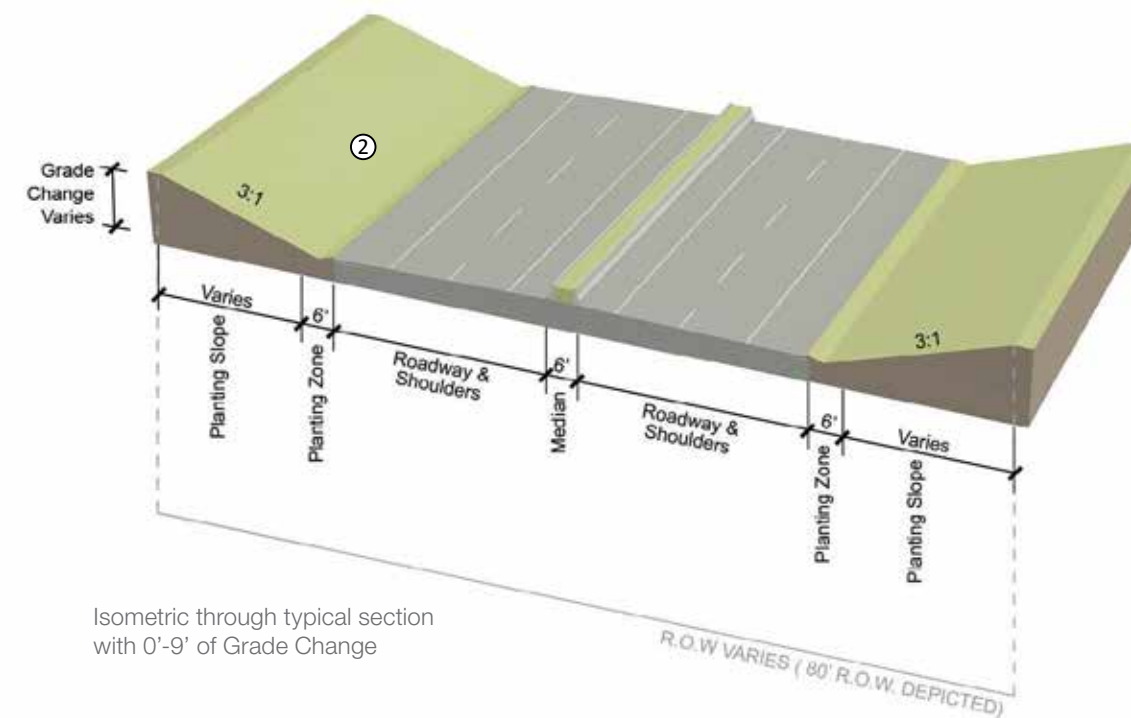 ②
Grade
Change
Varies
3:1
3:1
Varies
Planting Slope
6'
Planting Zone
Roadway &
Shoulders
6'
Median
Roadway &
Shoulders
6'
Planting Zone
Varies
Planting Slope
Isometric through typical section
with 0’-9’ of Grade Change
R.O.W VARIES ( 80' R.O.W. DEPICTED)